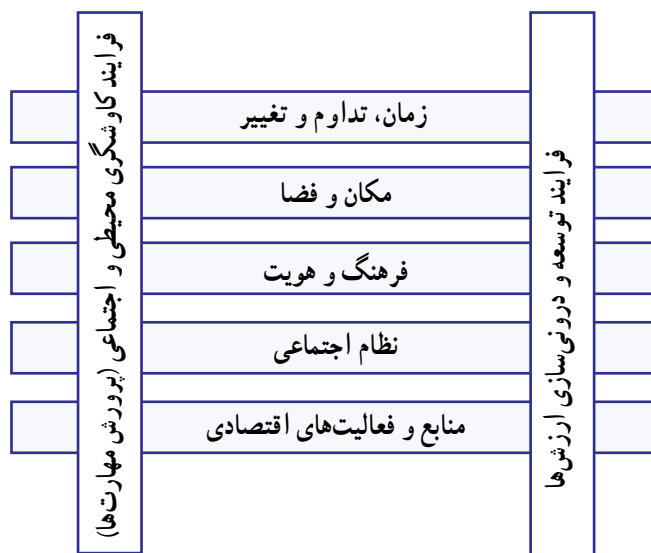 فرایند توسعه و درونی‌سازی ارزش‌ها
زمان، تداوم و تغییر
مکان و فضا
فرهنگ و هویت
نظام اجتماعی
منابع و فعالیت‌های اقتصادی
فرایند کاوشگری محیطی و اجتماعی (پرورش مهارت‌ها)